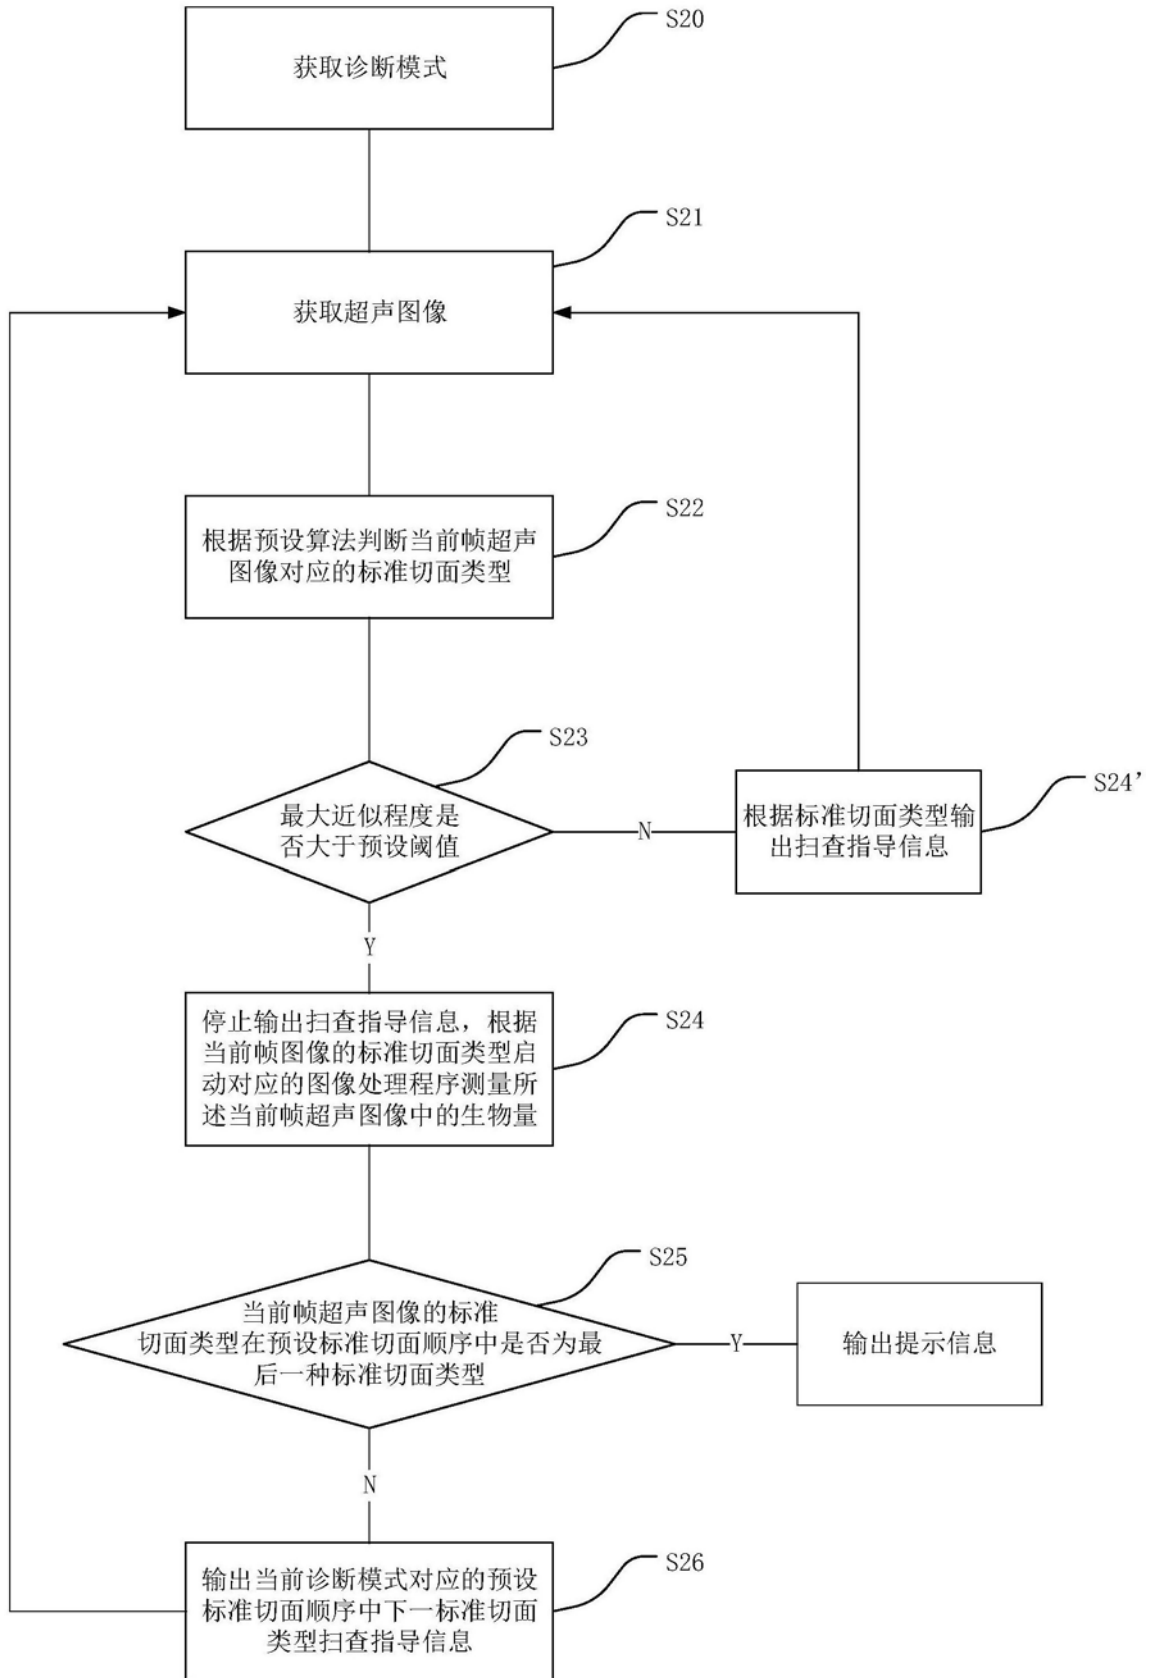 S20
获取诊断模式
S21
获取超声图像
S22
根据预设算法判断当前帧超声
图像对应的标准切面类型
S23
最大近似程度是
否大于预设阈值
N
S24’
根据标准切面类型输
出扫查指导信息
Y
S24
停止输出扫查指导信息，根据
当前帧图像的标准切面类型启
动对应的图像处理程序测量所
述当前帧超声图像中的生物量
S25
当前帧超声图像的标准
切面类型在预设标准切面顺序中是否为最
后一种标准切面类型
Y
输出提示信息
N
S26
输出当前诊断模式对应的预设
标准切面顺序中下一标准切面
类型扫查指导信息